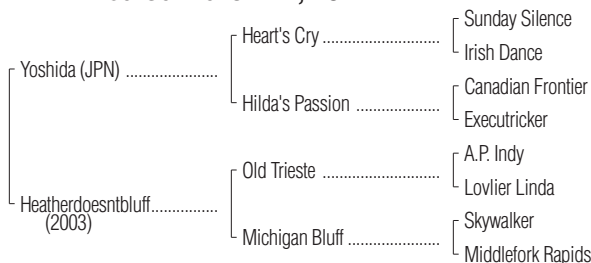 Sunday Silence
Heart's Cry
Irish Dance
Yoshida (JPN)
Canadian Frontier
Hilda's Passion
Executricker
A.P. Indy
Old Trieste
Lovlier Linda
Heatherdoesntbluff
(2003)
Skywalker
Michigan Bluff
Middlefork Rapids